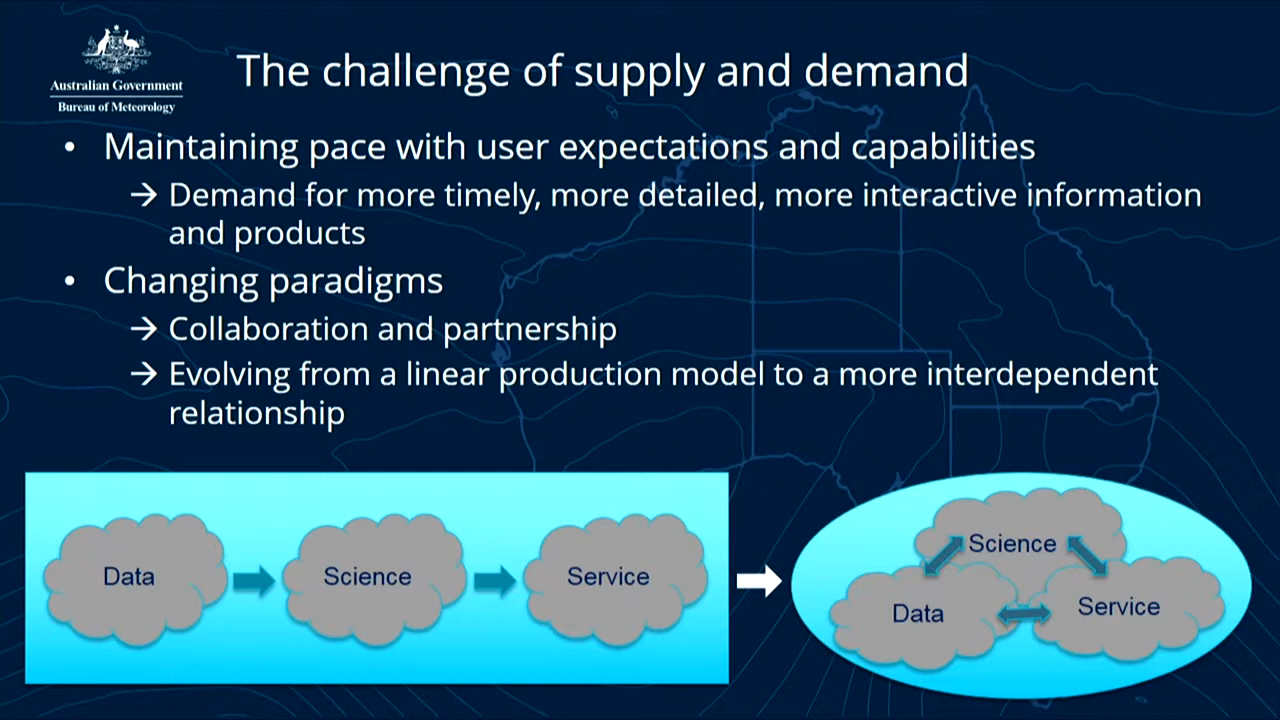 Australian Government
Bureau of Meteorology
The challenge of supply and demand
• Maintaining pace with user expectations and capabilities
→ Demand for more timely, more detailed, more interactive information
and products
• Changing paradigms
→ Collaboration and partnership
→ Evolving from a linear production model to a more interdependent
relationship
Data
Science
Service
Science
Data
Service